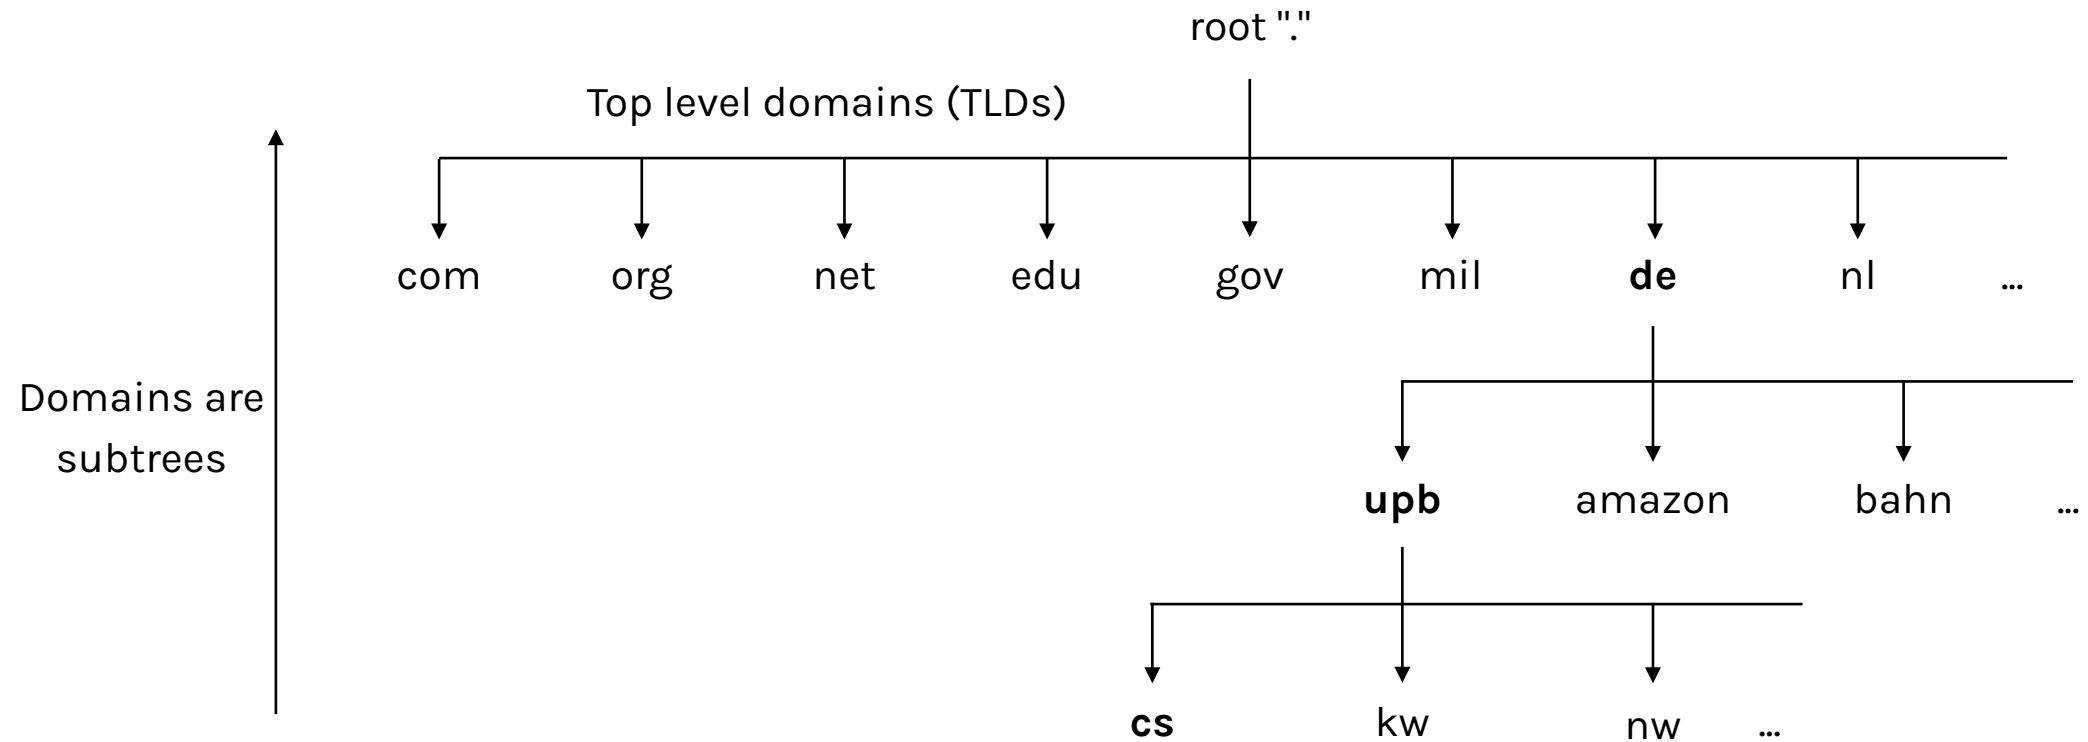 root "."
Top level domains (TLDs)
com org net edu gov mil de nl ...
Domains are
subtrees
upb amazon bahn ...
cs kw nw ...